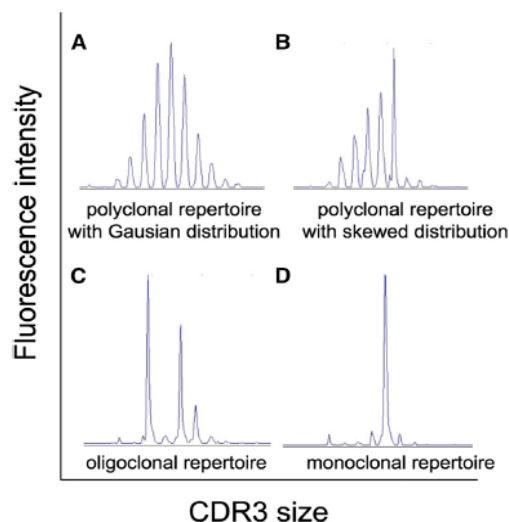 Fluorescence intensity
A
B
polyclonal repertoire
with Gausian distribution
polyclonal repertoire
with skewed distribution
C
D
oligoclonal repertoire
monoclonal repertoire
CDR3 size